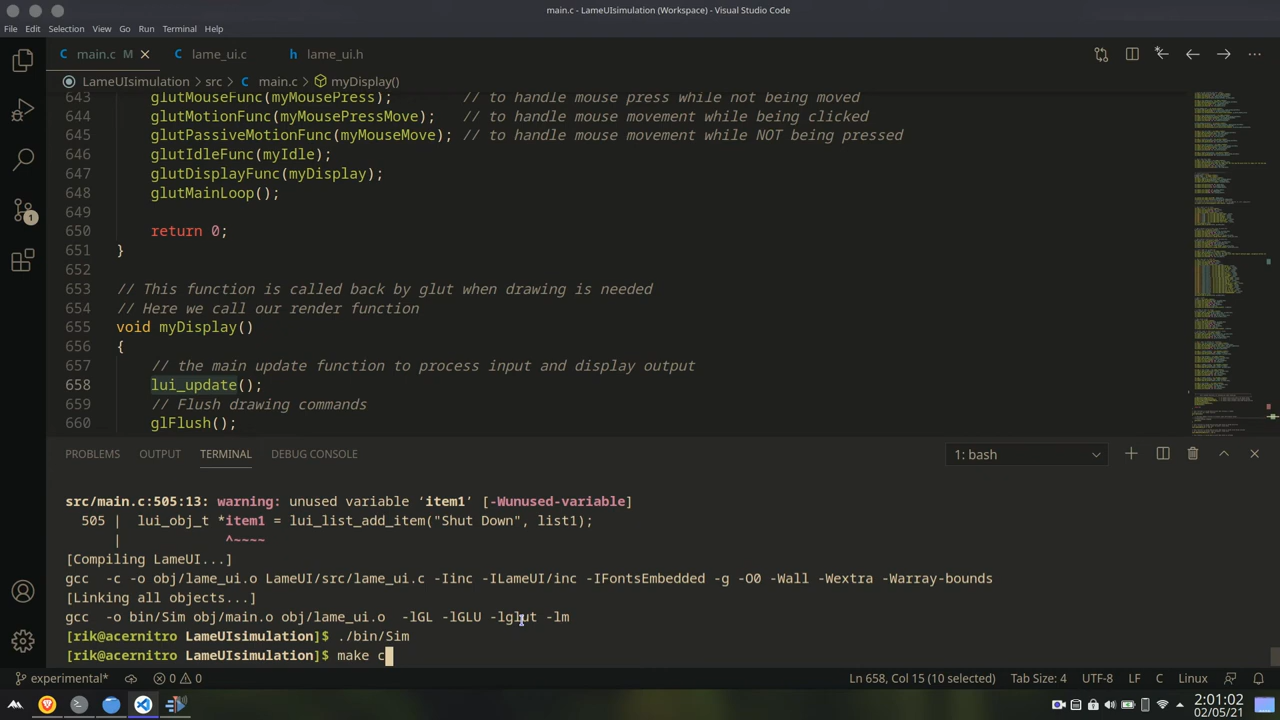 main.c - LameUIsimulation (Workspace) - Visual Studio Code
File Edit Selection View Go Run Terminal Help
C main.c M C lame_ui.c h lame_ui.h
LameUIsimulation > src > C main.c > myDisplay()
643 glutMouseFunc(myMousePress); // to handle mouse press while not being moved
644 glutMotionFunc(myMousePressMove); // to handle mouse movement while being clicked
645 glutPassiveMotionFunc(myMouseMove); // to handle mouse movement while NOT being pressed
646 glutIdleFunc(myIdle);
647 glutDisplayFunc(myDisplay);
648 glutMainLoop();
649
650 return 0;
651 }
652
653 // This function is called back by glut when drawing is needed
654 // Here we call our render function
655 void myDisplay()
656 {
657 // the main update function to process input and display output
658 lui_update();
659 // Flush drawing commands
660 glFlush();
PROBLEMS OUTPUT TERMINAL DEBUG CONSOLE 1: bash
src/main.c:505:13: warning: unused variable ‘item1’ [-Wunused-variable]
505 | lui_obj_t *item1 = lui_list_add_item("Shut Down", list1);
| ^~~~~
[Compiling LameUI...]
gcc -c -o obj/lame_ui.o LameUI/src/lame_ui.c -Iinc -ILameUI/inc -IFontsEmbedded -g -O0 -Wall -Wextra -Warray-bounds
[Linking all objects...]
gcc -o bin/Sim obj/main.o obj/lame_ui.o -lGL -lGLU -lglut -lm
[rik@acernitro LameUIsimulation]$ ./bin/Sim
[rik@acernitro LameUIsimulation]$ make c
1
experimental* 0 0 Ln 658, Col 15 (10 selected) Tab Size: 4 UTF-8 LF C Linux
2:01:02
02/05/21